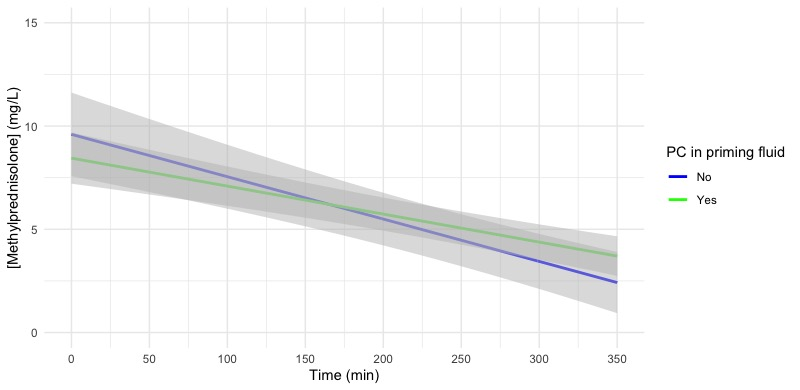 15
10
5
0
[Methylprednisolone] (mg/L)
0 50 100 150 200 250 300 350
Time (min)
PC in priming fluid
No
Yes